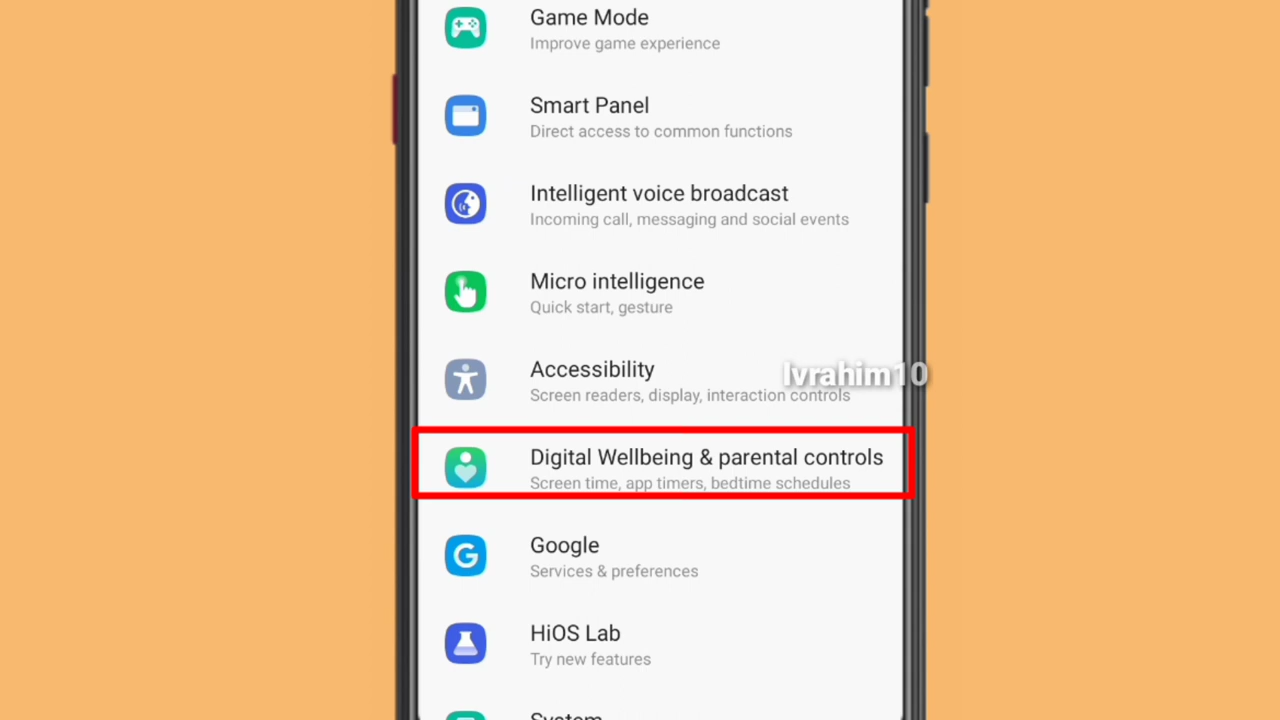 Game Mode
Improve game experience
Smart Panel
Direct access to common functions
Intelligent voice broadcast
Incoming call, messaging and social events
Micro intelligence
Quick start, gesture
Accessibility
Ivrahim10
Screen readers, display, interaction controls
Digital Wellbeing & parental controls
Screen time, app timers, bedtime schedules
G
Google
Services & preferences
HiOS Lab
Try new features
System